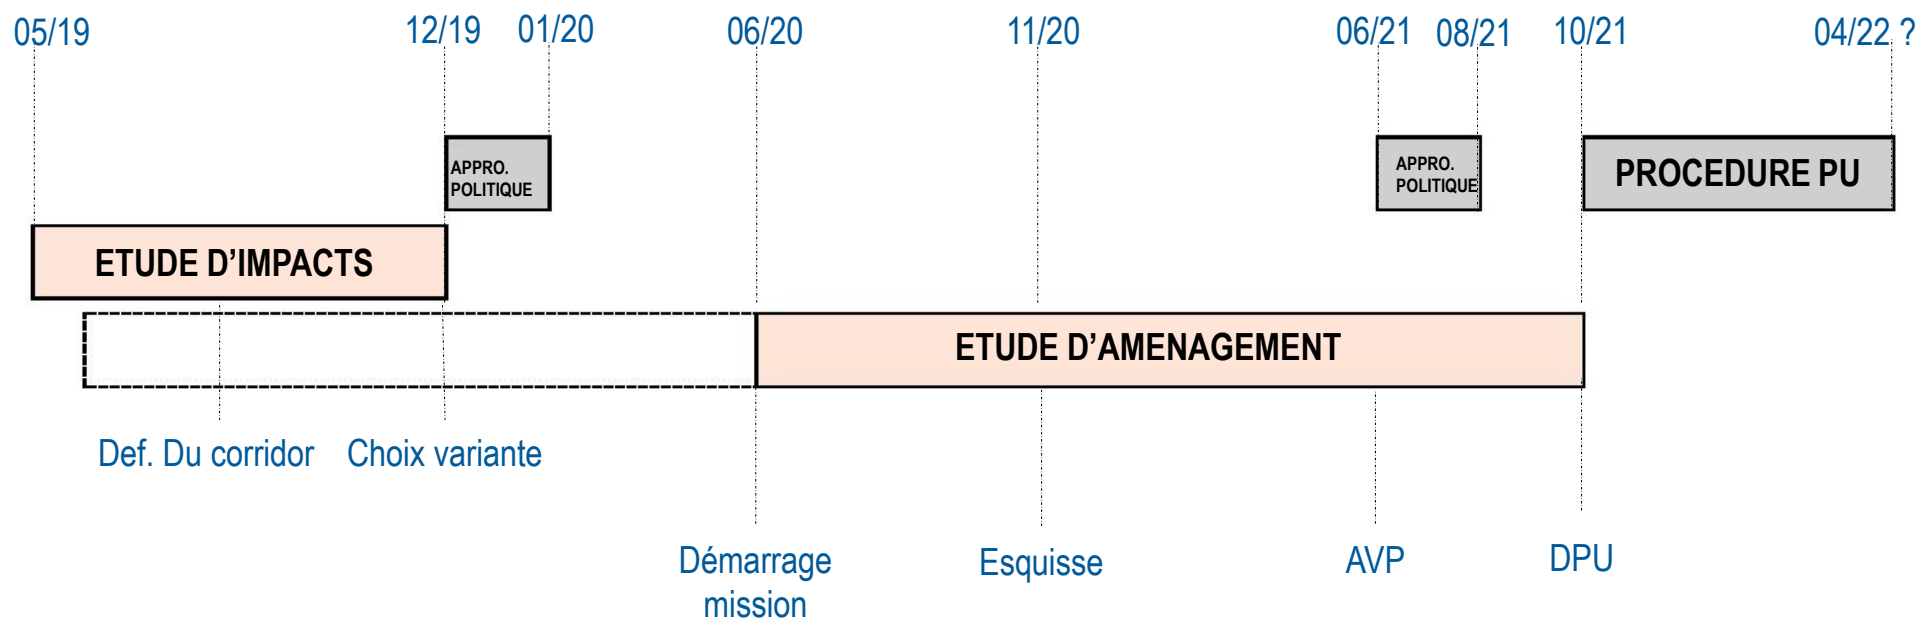 05/19
12/19
01/20
06/20
11/20
06/21
08/21
10/21
04/22 ?
APPRO.
POLITIQUE
APPRO.
POLITIQUE
PROCEDURE PU
ETUDE D’IMPACTS
ETUDE D’AMENAGEMENT
Def. Du corridor
Choix variante
Démarrage
mission
Esquisse
AVP
DPU